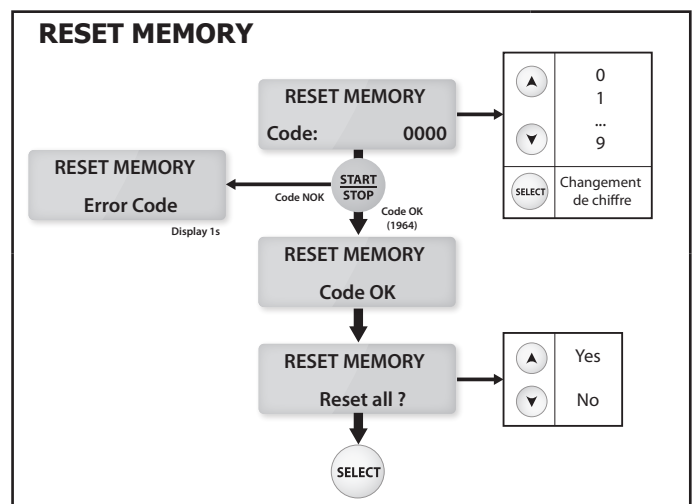 RESET MEMORY
RESET MEMORY
Code: 0000
0
1
...
9
SELECT
Changement
de chiffre
START
STOP
RESET MEMORY
Error Code
Code NOK
Display 1s
Code OK
(1964)
RESET MEMORY
Code OK
RESET MEMORY
Reset all ?
Yes
No
SELECT